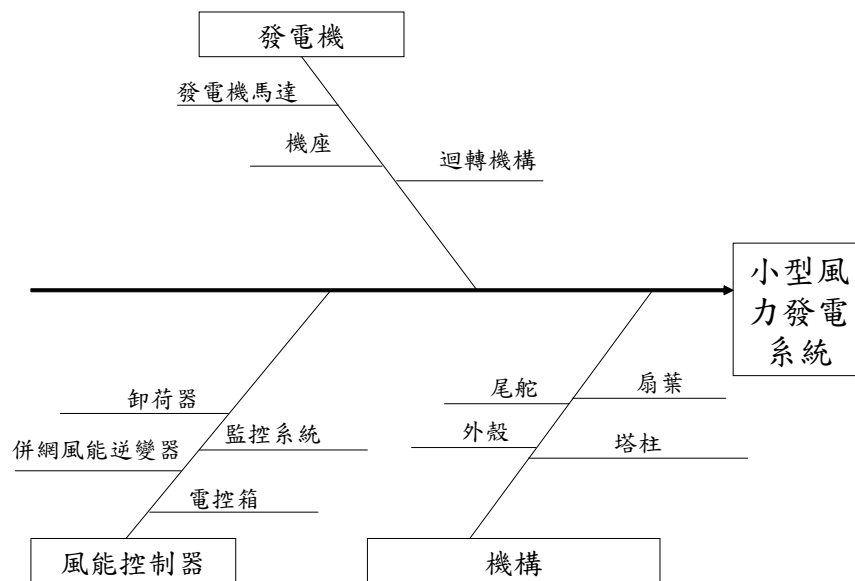 發電機
發電機馬達
機座
迴轉機構
小型風
力發電
系統
尾舵
扇葉
卸荷器
外殼
監控系統
塔柱
併網風能逆變器
電控箱
風能控制器
機構